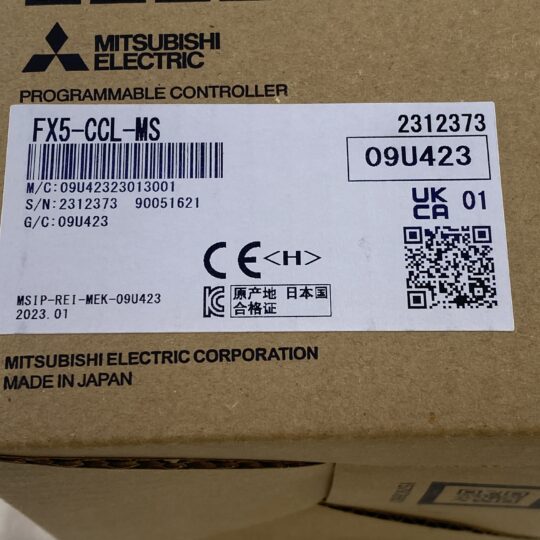 MITSUBISHI
ELECTRIC
PROGRAMMABLE CONTROLLER
FX5-CCL-MS
2312373
09U423
M/C:09U42323013001
S/N:2312373 90051621
G/C:09U423
UK
CA 01
CE <H>
MSIP-REI-MEK-09U423
2023.01
原产地 日本国
合格证
MITSUBISHI ELECTRIC CORPORATION
MADE IN JAPAN